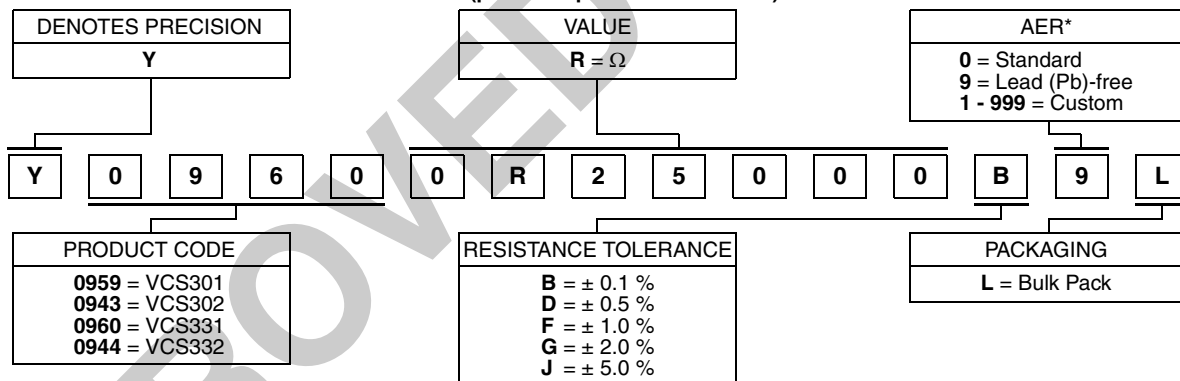 DENOTES PRECISION
Y
VALUE
R = Ω
AER*
0 = Standard
9 = Lead (Pb)-free
1 - 999 = Custom
Y 0 9 6 0 0 R 2 5 0 0 0 B 9 L
PRODUCT CODE
0959 = VCS301
0943 = VCS302
0960 = VCS331
0944 = VCS332
RESISTANCE TOLERANCE
B = ± 0.1 %
D = ± 0.5 %
F = ± 1.0 %
G = ± 2.0 %
J = ± 5.0 %
PACKAGING
L = Bulk Pack